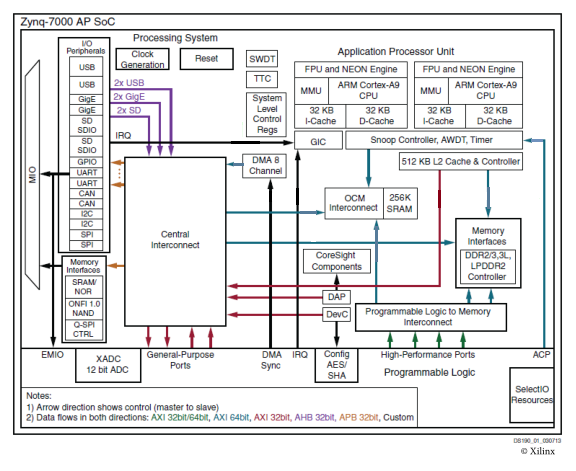 Zynq-7000 AP SoC
Processing System
I/O
Peripherals
USB
USB
GigE
GigE
SD
SDIO
SD
SDIO
GPIO
UART
UART
CAN
CAN
I2C
I2C
SPI
SPI
MIO
Clock
Generation
Reset
2x USB
2x GigE
2x SD
IRQ
SWDT
TTC
System
Level
Control
Regs
Application Processor Unit
FPU and NEON Engine
MMU
ARM Cortex-A9
CPU
32 KB
I-Cache
32 KB
D-Cache
FPU and NEON Engine
MMU
ARM Cortex-A9
CPU
32 KB
I-Cache
32 KB
D-Cache
GIC
Snoop Controller, AWDT, Timer
DMA 8
Channel
512 KB L2 Cache & Controller
OCM
Interconnect
256K
SRAM
Central
Interconnect
Memory
Interfaces
DDR2/3,3L,
LPDDR2
Controller
CoreSight
Components
DAP
DevC
Programmable Logic to Memory
Interconnect
Memory
Interfaces
SRAM/
NOR
ONFI 1.0
NAND
Q-SPI
CTRL
EMIO
XADC
12 bit ADC
General-Purpose
Ports
DMA
Sync
IRQ
Config
AES/
SHA
High-Performance Ports
ACP
Programmable Logic
SelectIO
Resources
Notes:
1) Arrow direction shows control (master to slave)
2) Data flows in both directions: AXI 32bit/64bit, AXI 64bit, AXI 32bit, AHB 32bit, APB 32bit, Custom
DS190_01_030713
© Xilinx